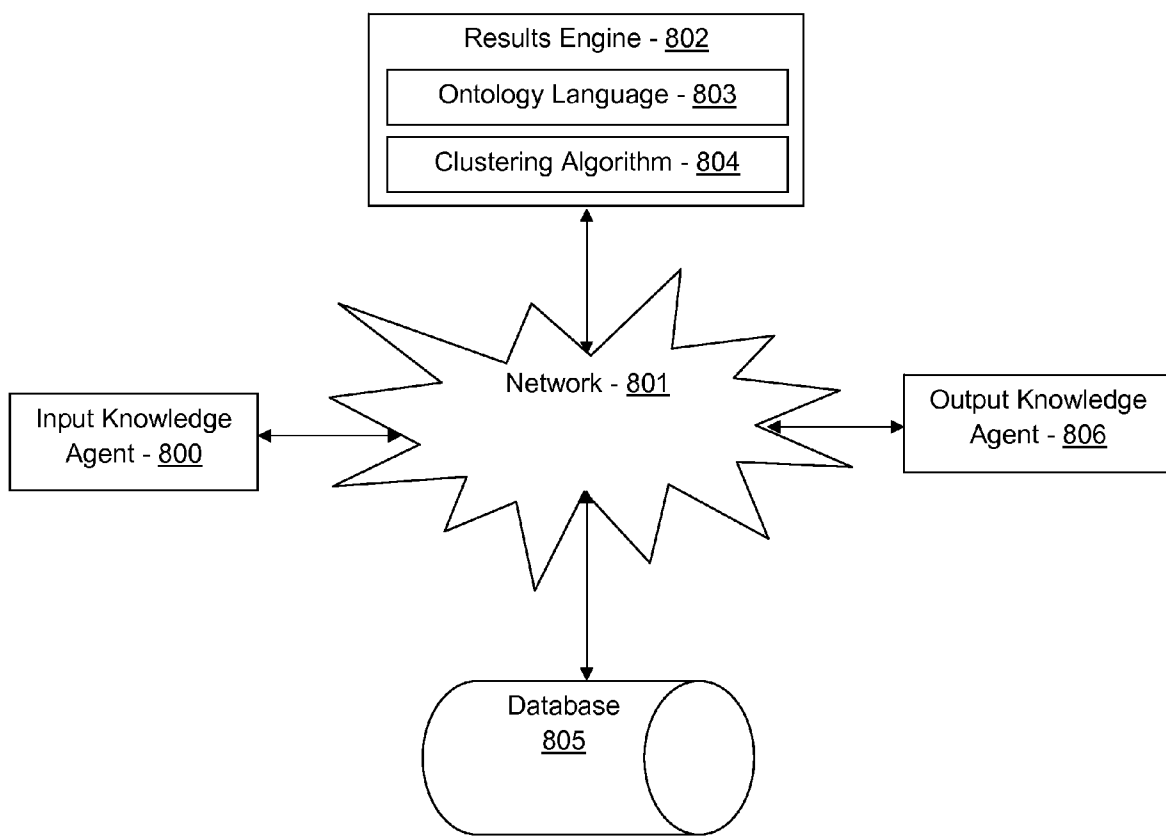 Results Engine - 802
Ontology Language - 803
Clustering Algorithm - 804
Network - 801
Input Knowledge
Agent - 800
Output Knowledge
Agent - 806
Database
805